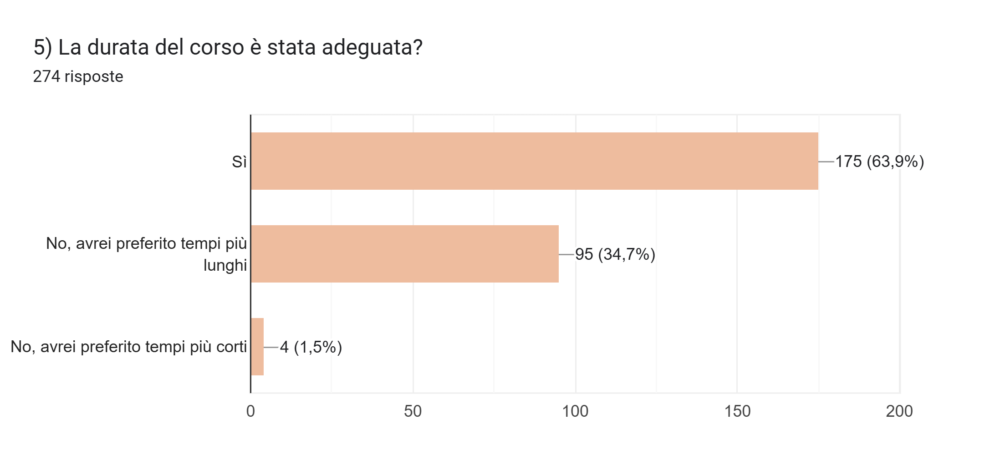 5) La durata del corso è stata adeguata?
274 risposte
Sì
175 (63,9%)
No, avrei preferito tempi più
lunghi
95 (34,7%)
No, avrei preferito tempi più corti
4 (1,5%)
0
50
100
150
200